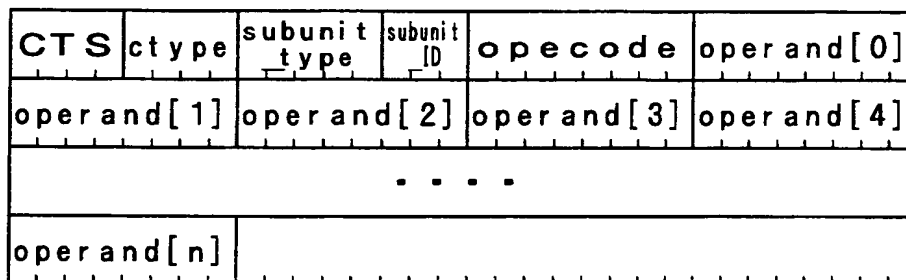 CTS ctype subunit_type subunit_ID opecode operand[0]
operand[1] operand[2] operand[3] operand[4]
. . . .
operand[n]